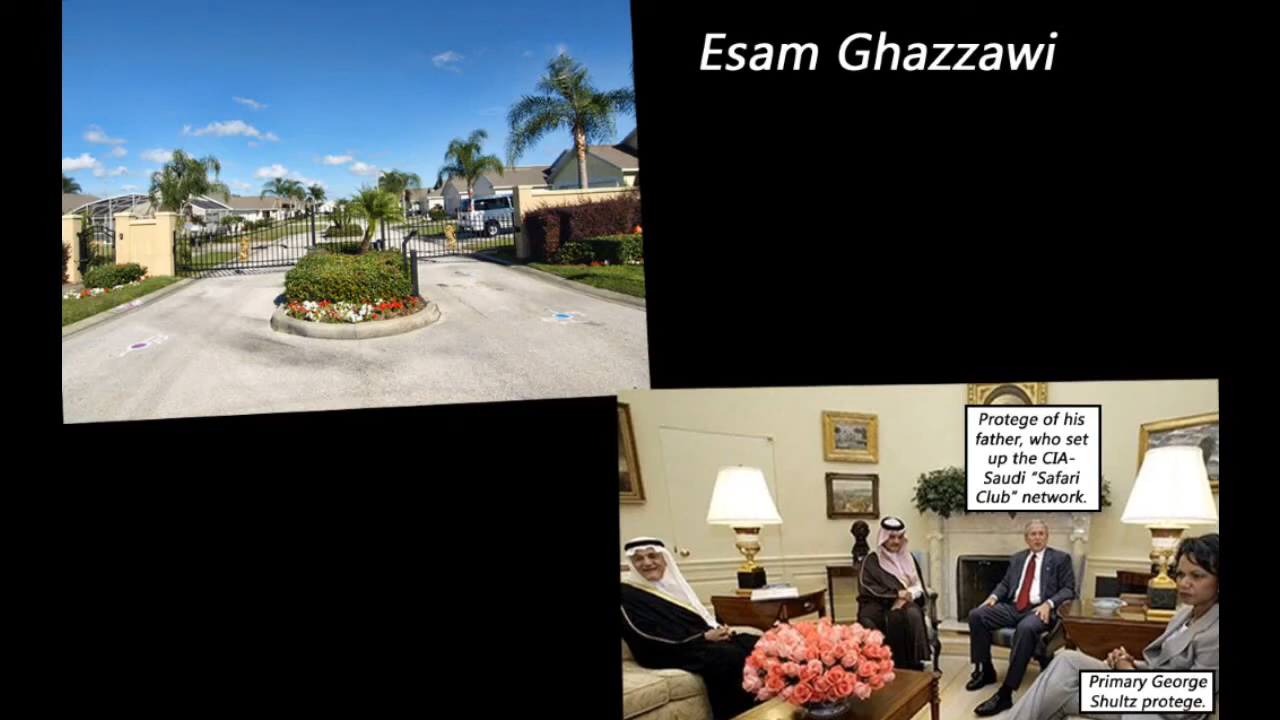 Esam Ghazzawi
Protege of his
father, who set
up the CIA-
Saudi "Safari
Club" network.
Primary George
Shultz protege.